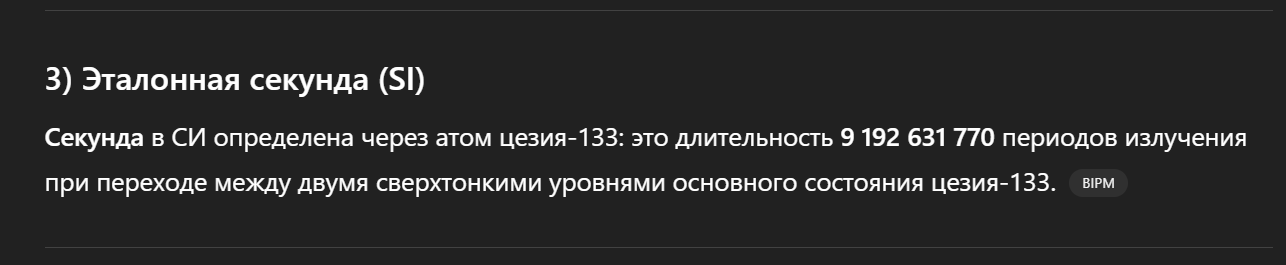 3) Эталонная секунда (SI)
Секунда в СИ определена через атом цезия-133: это длительность 9 192 631 770 периодов излучения
при переходе между двумя сверхтонкими уровнями основного состояния цезия-133. BIPM